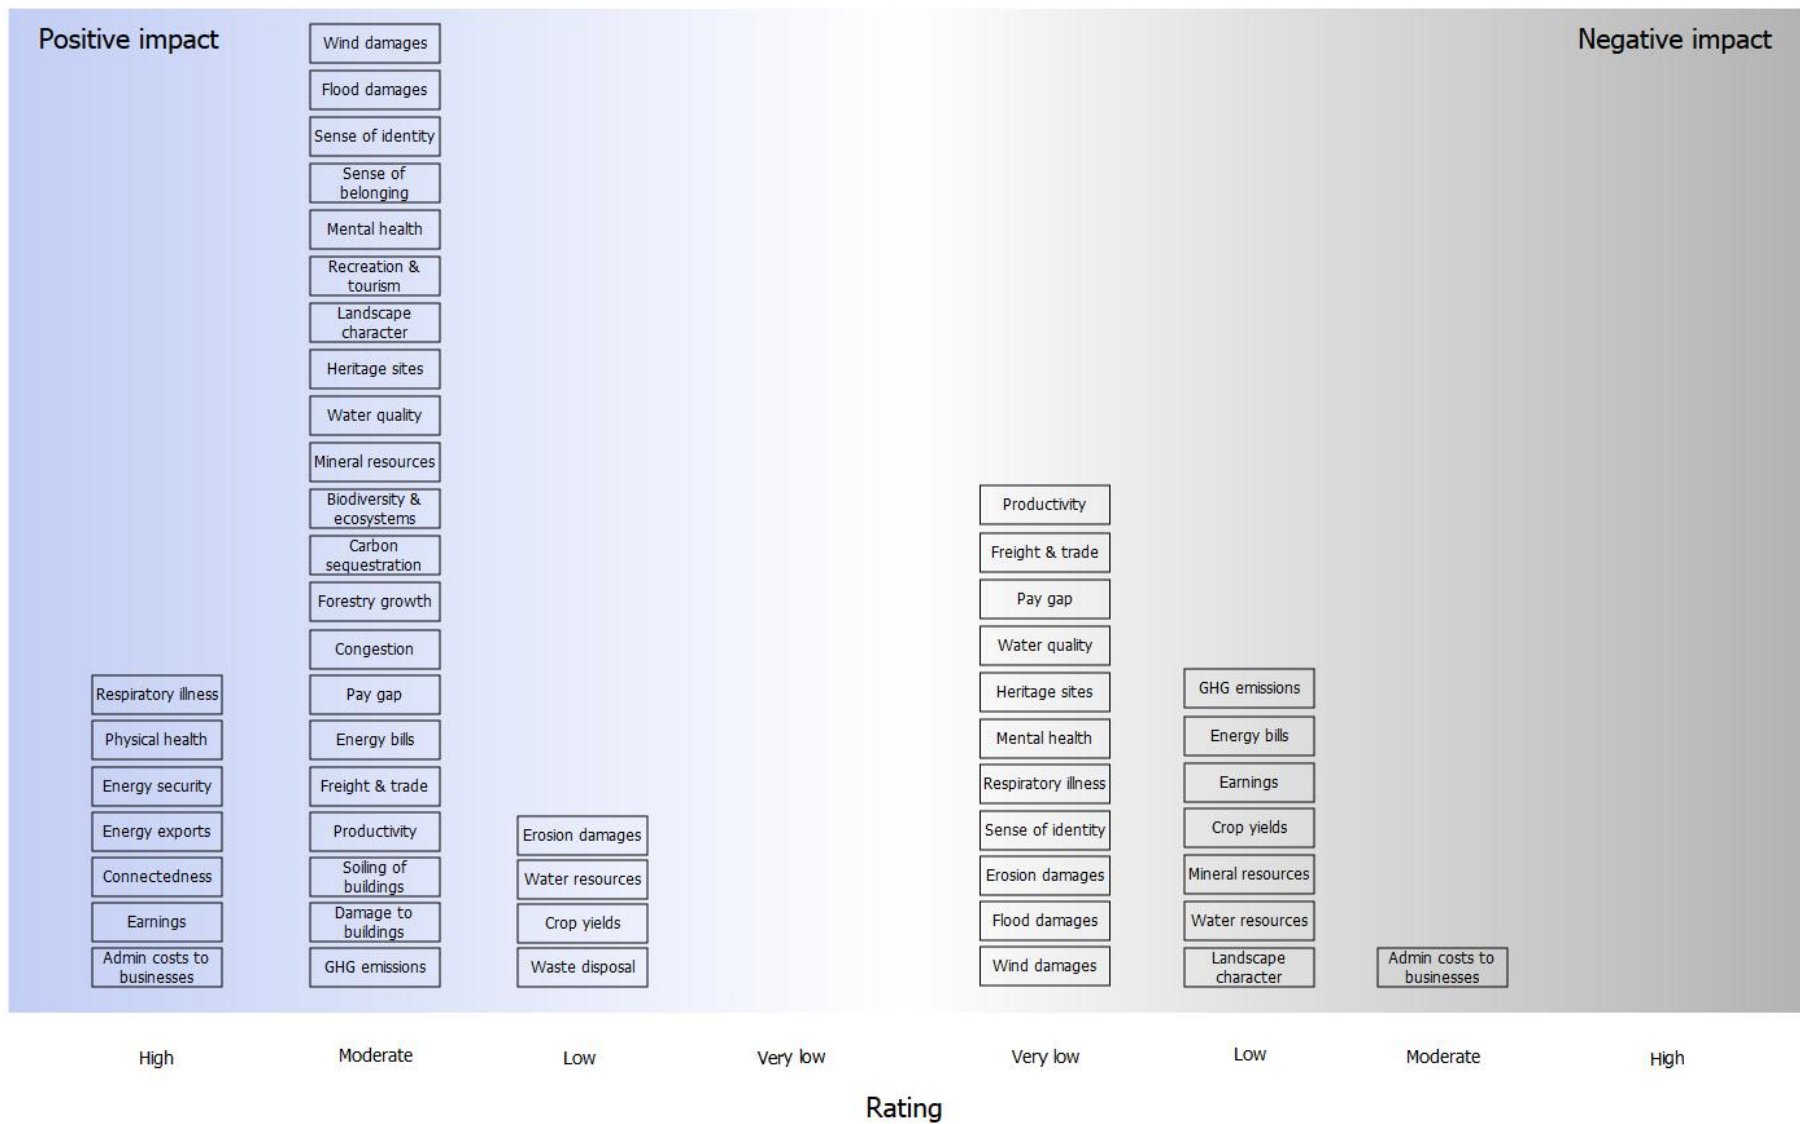 Positive impact
Negative impact
Wind damages
Flood damages
Sense of identity
Sense of
belonging
Mental health
Recreation &
tourism
Landscape
character
Heritage sites
Water quality
Mineral resources
Biodiversity &
ecosystems
Carbon
sequestration
Forestry growth
Congestion
Pay gap
Energy bills
Freight & trade
Productivity
Soiling of
buildings
Damage to
buildings
GHG emissions
Respiratory illness
Physical health
Energy security
Energy exports
Connectedness
Earnings
Admin costs to
businesses
Erosion damages
Water resources
Crop yields
Waste disposal
Productivity
Freight & trade
Pay gap
Water quality
Heritage sites
Mental health
Respiratory illness
Sense of identity
Erosion damages
Flood damages
Wind damages
GHG emissions
Energy bills
Earnings
Crop yields
Mineral resources
Water resources
Landscape
character
Admin costs to
businesses
High
Moderate
Low
Very low
Very low
Low
Moderate
High
Rating